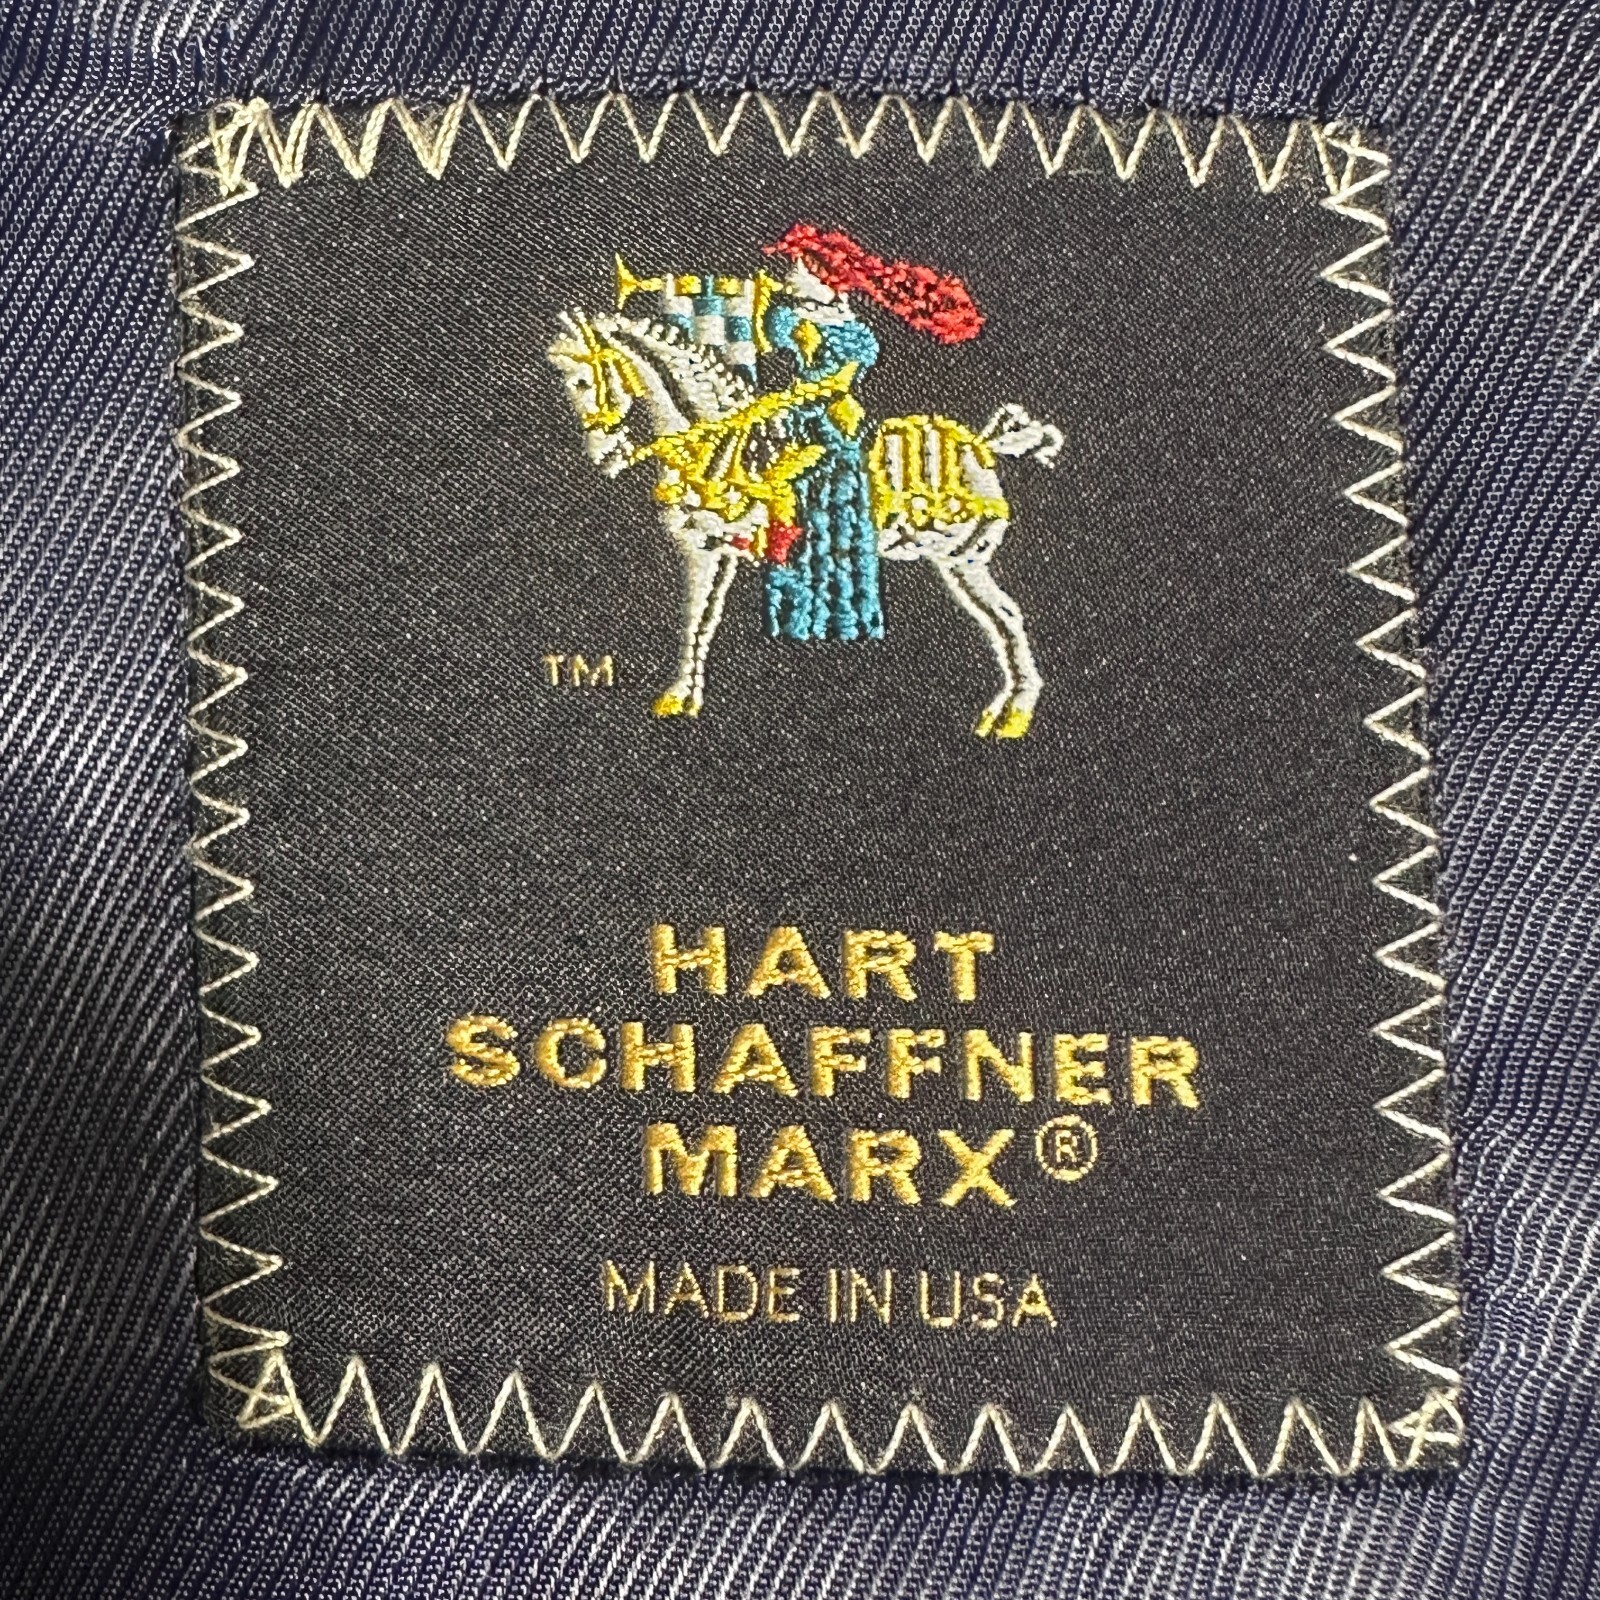 TM
HART
SCHAFFNER
MARX®
MADE IN USA